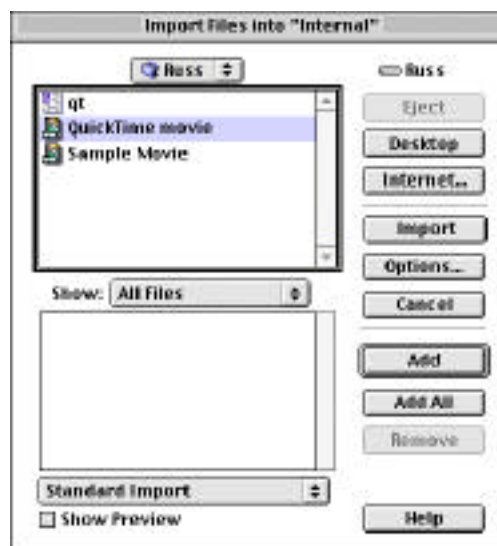 Import Files into "Internal"
Russ
Russ
qt
Eject
QuickTime movie
Desktop
Sample Movie
Internet...
Import
Options...
Show: All Files
Cancel
Add
Add All
Remove
Standard Import
Show Preview
Help